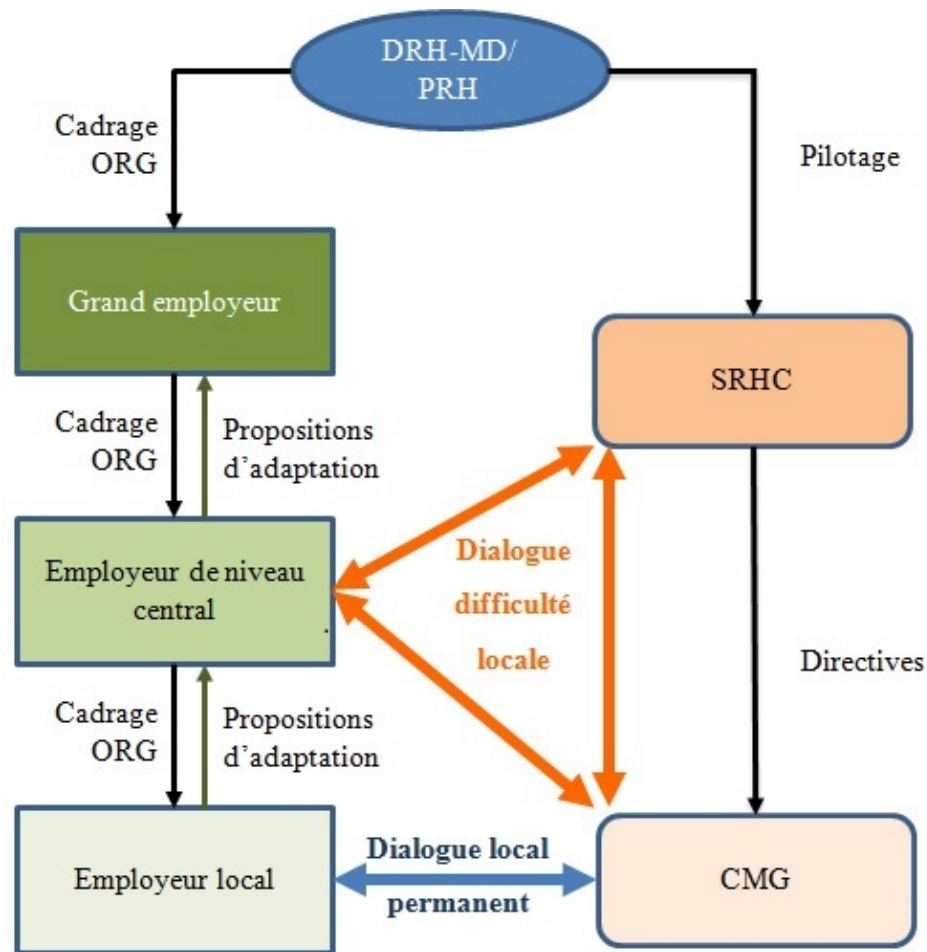 DRH-MD/
PRH
Cadrage
ORG
Pilotage
Grand employeur
SRHC
Cadrage
ORG
Propositions
d’adaptation
Employeur de niveau
central
.
Dialogue
difficulté
locale
Directives
Cadrage
ORG
Propositions
d’adaptation
Employeur local
Dialogue local
permanent
CMG